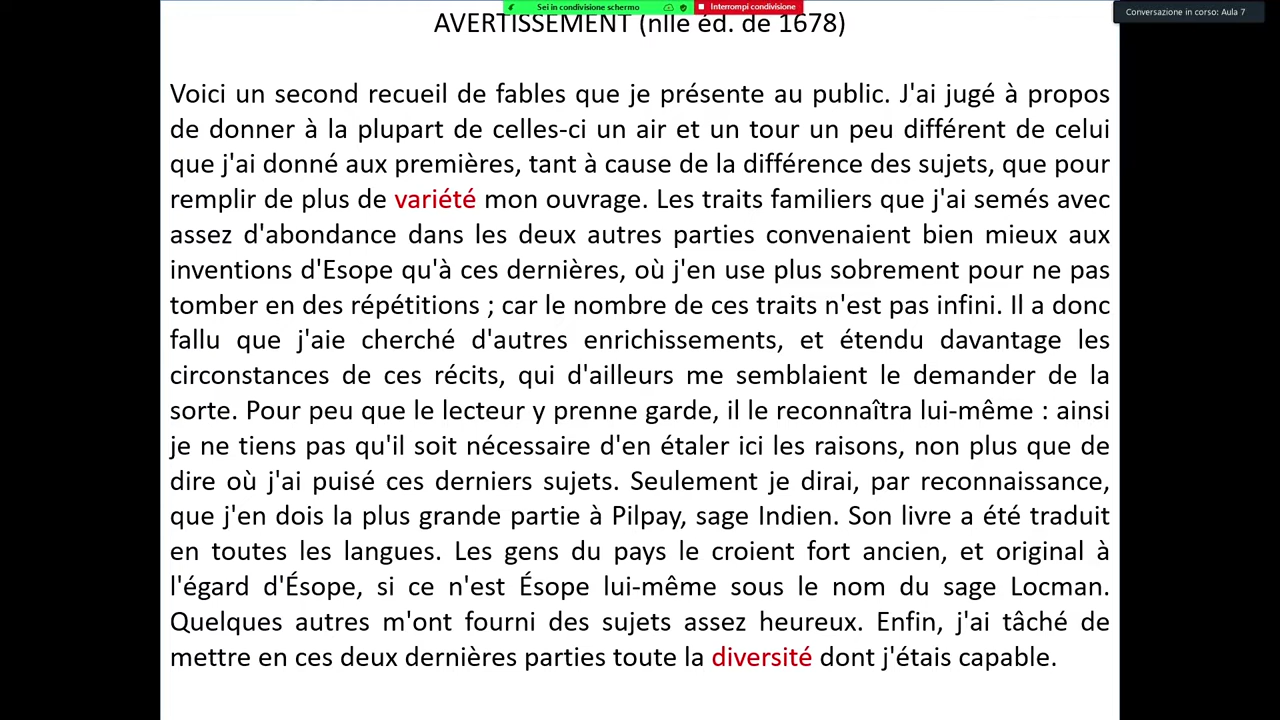 Sei in condivisione schermo
Interrompi condivisione
Conversazione in corso: Aula 7
AVERTISSEMENT (nlle éd. de 1678)
Voici un second recueil de fables que je présente au public. J'ai jugé à propos
de donner à la plupart de celles-ci un air et un tour un peu différent de celui
que j'ai donné aux premières, tant à cause de la différence des sujets, que pour
remplir de plus de variété mon ouvrage. Les traits familiers que j'ai semés avec
assez d'abondance dans les deux autres parties convenaient bien mieux aux
inventions d'Esope qu'à ces dernières, où j'en use plus sobrement pour ne pas
tomber en des répétitions ; car le nombre de ces traits n'est pas infini. Il a donc
fallu que j'aie cherché d'autres enrichissements, et étendu davantage les
circonstances de ces récits, qui d'ailleurs me semblaient le demander de la
sorte. Pour peu que le lecteur y prenne garde, il le reconnaîtra lui-même : ainsi
je ne tiens pas qu'il soit nécessaire d'en étaler ici les raisons, non plus que de
dire où j'ai puisé ces derniers sujets. Seulement je dirai, par reconnaissance,
que j'en dois la plus grande partie à Pilpay, sage Indien. Son livre a été traduit
en toutes les langues. Les gens du pays le croient fort ancien, et original à
l'égard d'Ésope, si ce n'est Ésope lui-même sous le nom du sage Locman.
Quelques autres m'ont fourni des sujets assez heureux. Enfin, j'ai tâché de
mettre en ces deux dernières parties toute la diversité dont j'étais capable.